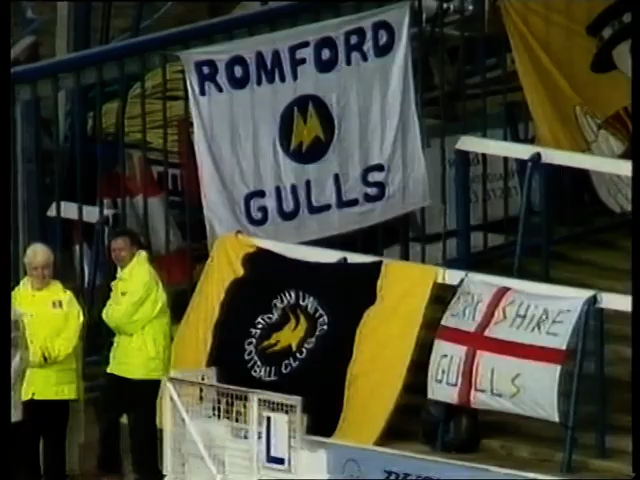 ROMFORD
GULLS
TORQUAY UNITED
FOOTBALL CLUB
SHIRE
GULLS
L